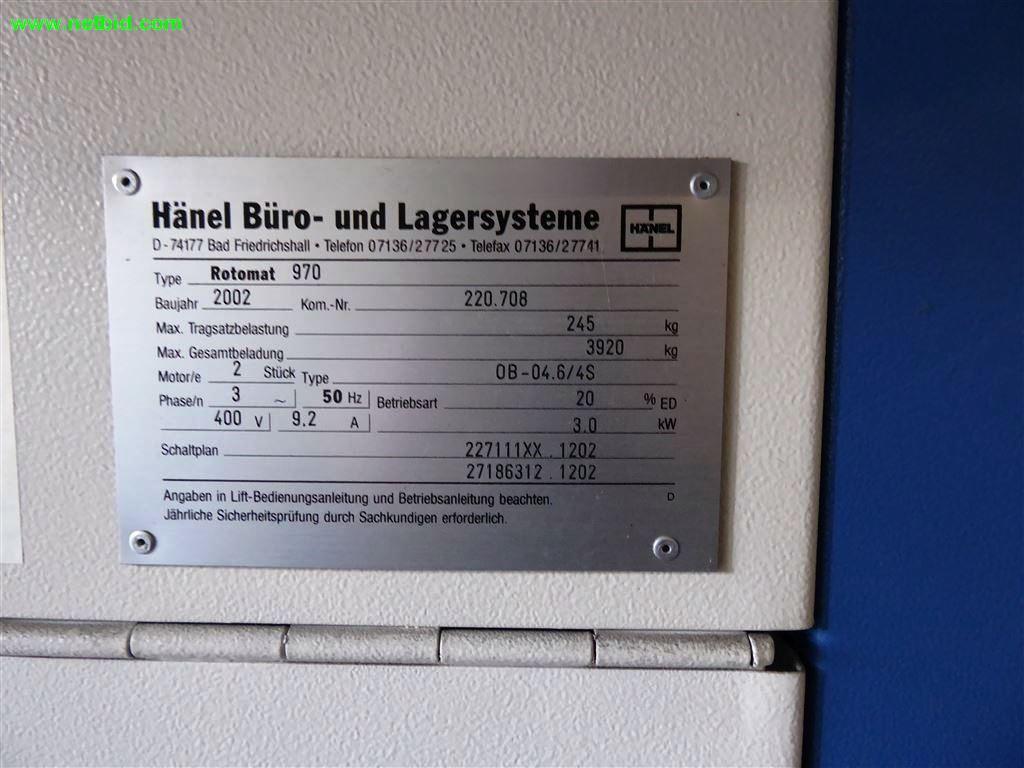 www.netbid.com
Hänel Büro- und Lagersysteme
HÄNEL
D-74177 Bad Friedrichshall • Telefon 07136/27725 • Telefax 07136/27741
Type Rotomat 970
Baujahr 2002 Kom.-Nr. 220.708
Max. Tragsatzbelastung 245 kg
Max. Gesamtbeladung 3920 kg
Motor/e 2 Stück Type OB-04.6/4S
Phase/n 3 ~ 50 Hz Betriebsart 20 % ED
400 V 9.2 A 3.0 kW
Schaltplan 227111XX.1202
27186312.1202
Angaben in Lift-Bedienungsanleitung und Betriebsanleitung beachten. D
Jährliche Sicherheitsprüfung durch Sachkundigen erforderlich.